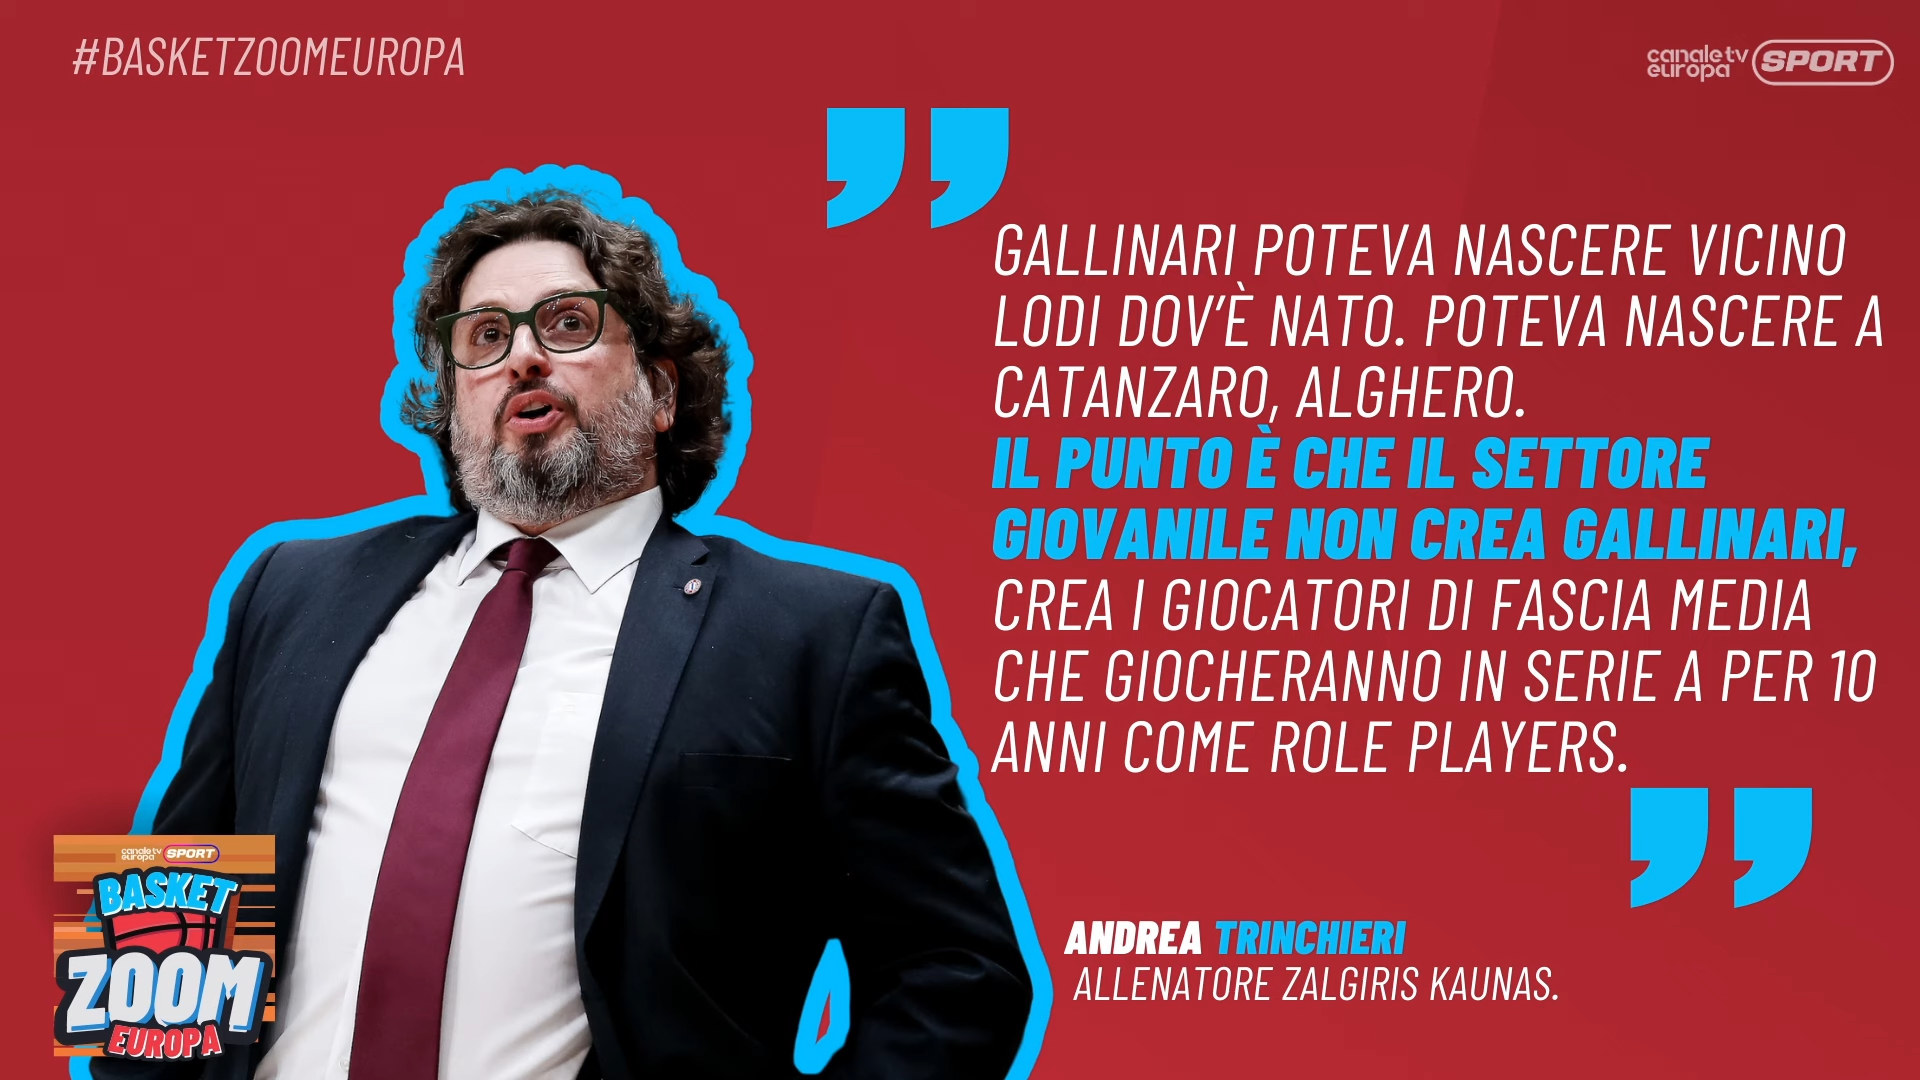 #BASKETZOOMEUROPA
canale tv
europa SPORT
GALLINARI POTEVA NASCERE VICINO
LODI DOV'È NATO. POTEVA NASCERE A
CATANZARO, ALGHERO.
IL PUNTO È CHE IL SETTORE
GIOVANILE NON CREA GALLINARI,
CREA I GIOCATORI DI FASCIA MEDIA
CHE GIOCHERANNO IN SERIE A PER 10
ANNI COME ROLE PLAYERS.
ANDREA TRINCHIERI
ALLENATORE ZALGIRIS KAUNAS.
canale tv
europa SPORT
BASKET
ZOOM
EUROPA